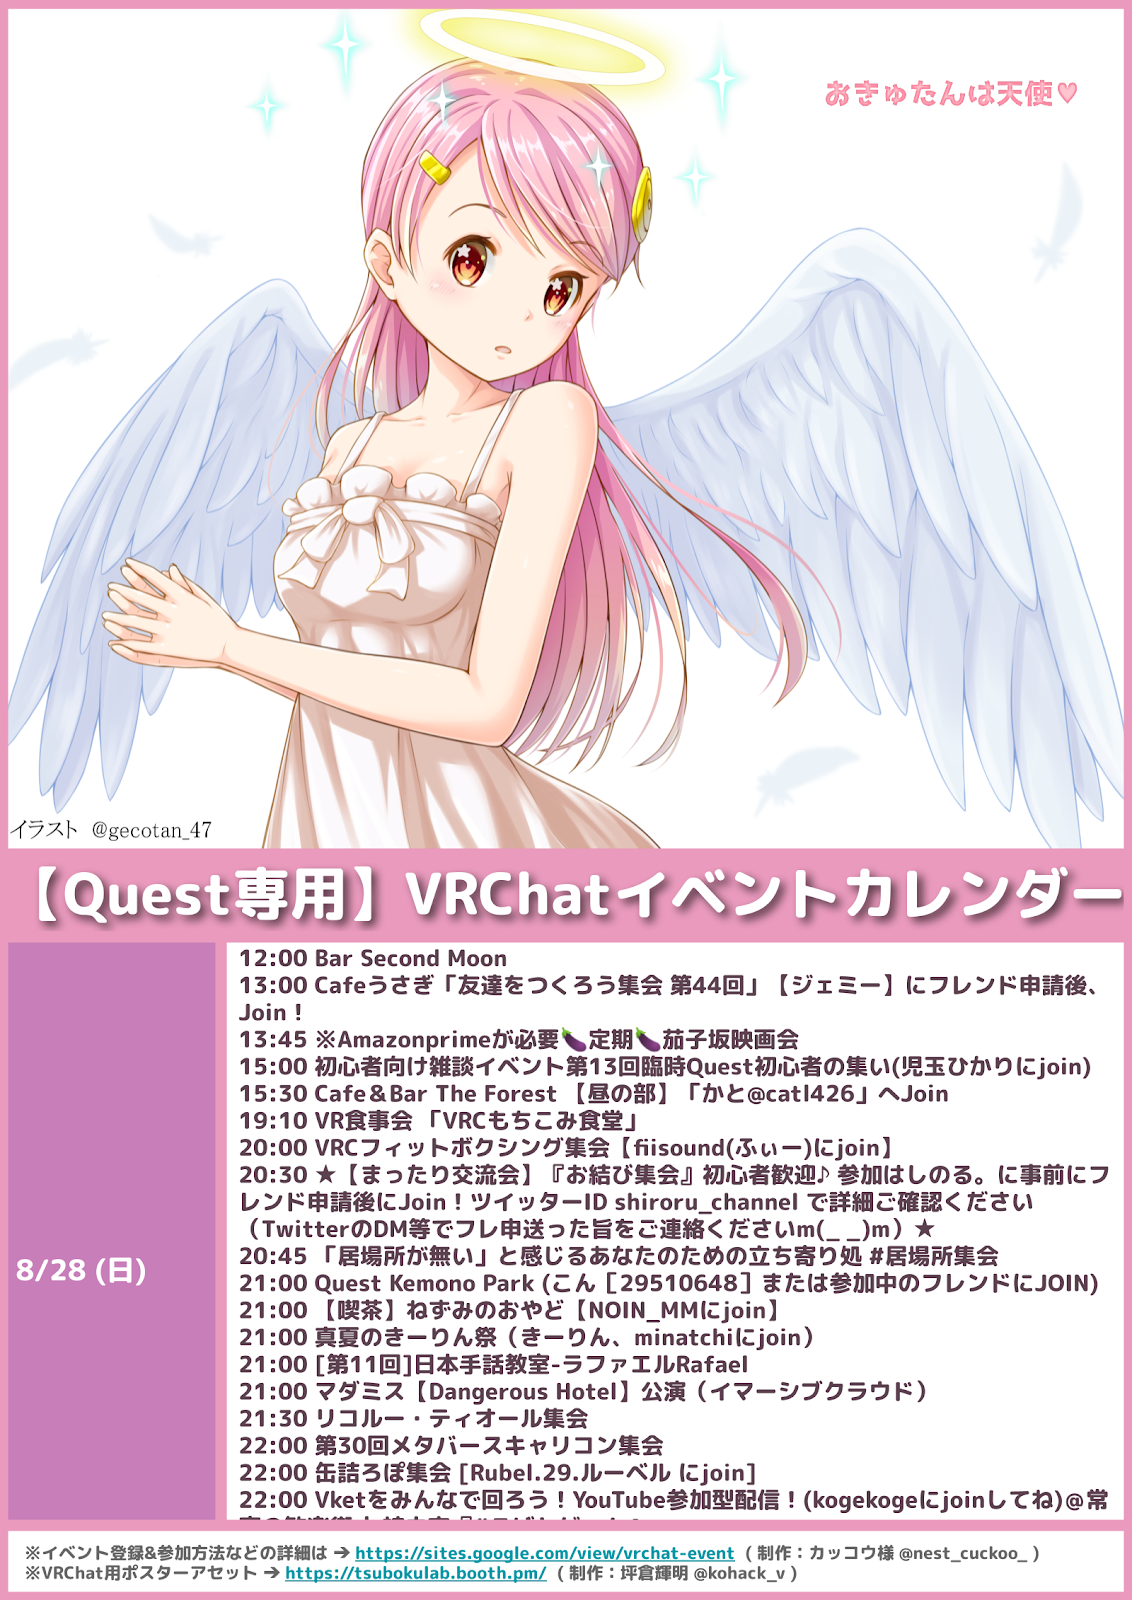 おきゅたんは天使♥
イラスト @gecotan_47
【Quest専用】VRChatイベントカレンダー
8/28 (日)
12:00 Bar Second Moon
13:00 Cafeうさぎ「友達をつくろう集会 第44回」【ジェミー】にフレンド申請後、
Join！
13:45 ※Amazonprimeが必要🍆定期🍆茄子坂映画会
15:00 初心者向け雑談イベント第13回臨時Quest初心者の集い(児玉ひかりにjoin)
15:30 Cafe＆Bar The Forest 【昼の部】「かと@catl426」へJoin
19:10 VR食事会 「VRCもちこみ食堂」
20:00 VRCフィットボクシング集会【fiisound(ふぃー)にjoin】
20:30 ★【まったり交流会】『お結び集会』初心者歓迎♪ 参加はしのる。に事前にフ
レンド申請後にJoin！ツイッターID shiroru_channel で詳細ご確認ください
（TwitterのDM等でフレ申送った旨をご連絡くださいm(_ _)m）★
20:45 「居場所が無い」と感じるあなたのための立ち寄り処 #居場所集会
21:00 Quest Kemono Park (こん［29510648］または参加中のフレンドにJOIN)
21:00 【喫茶】ねずみのおやど【NOIN_MMにjoin】
21:00 真夏のきーりん祭（きーりん、minatchiにjoin）
21:00 [第11回]日本手話教室-ラファエルRafael
21:00 マダミス【Dangerous Hotel】公演（イマーシブクラウド）
21:30 リコルー・ティオール集会
22:00 第30回メタバースキャリコン集会
22:00 缶詰ろぽ集会 [Rubel.29.ルーベル にjoin]
22:00 Vketをみんなで回ろう！YouTube参加型配信！(kogekogeにjoinしてね)@常
※イベント登録&参加方法などの詳細は ➔ https://sites.google.com/view/vrchat-event ( 制作：カッコウ様 @nest_cuckoo_ )
※VRChat用ポスターアセット ➔ https://tsubokulab.booth.pm/ ( 制作：坪倉輝明 @kohack_v )